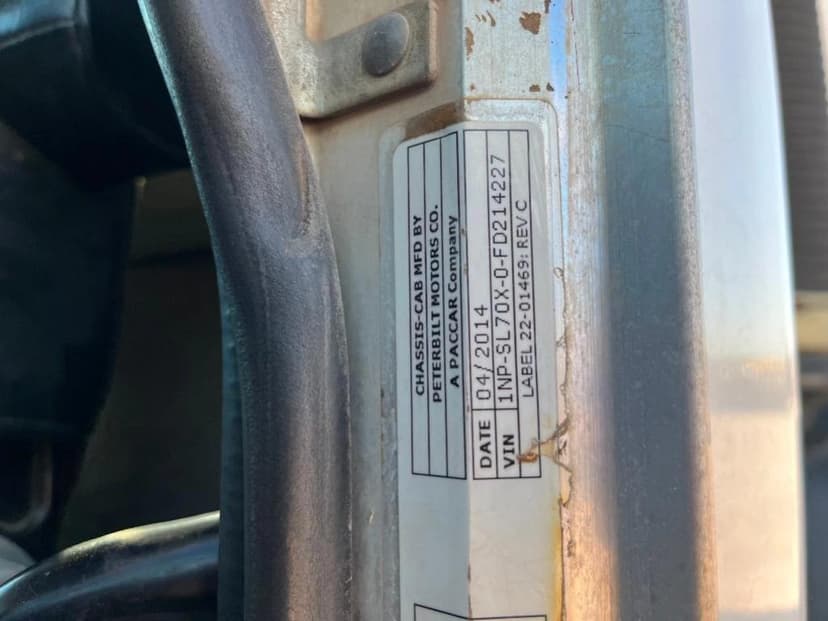 CHASSIS-CAB MFD BY
PETERBILT MOTORS CO.
A PACCAR Company
DATE 04/2014
VIN 1NP-SL70X-0-FD214227
LABEL 22-01469: REV C